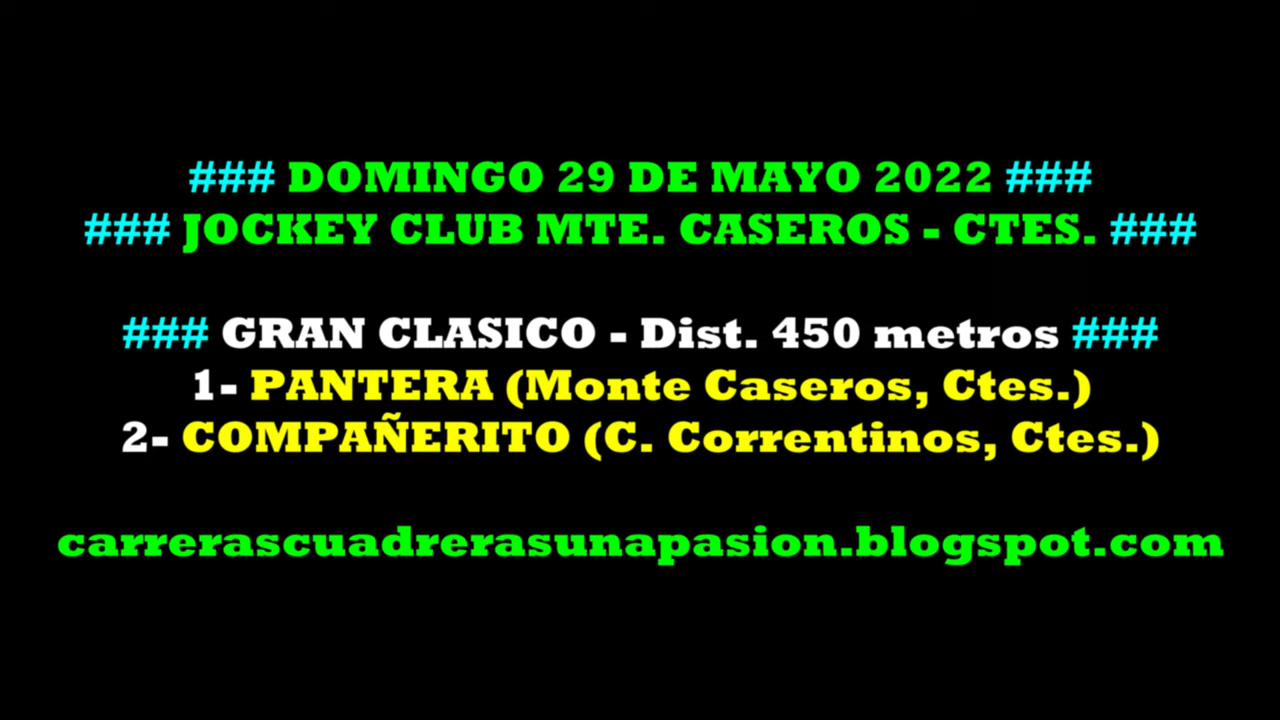 ### DOMINGO 29 DE MAYO 2022 ###
### JOCKEY CLUB MTE. CASEROS - CTES. ###
### GRAN CLASICO - Dist. 450 metros ###
1- PANTERA (Monte Caseros, Ctes.)
2- COMPAÑERITO (C. Correntinos, Ctes.)
carrerascuadrerasunapasion.blogspot.com